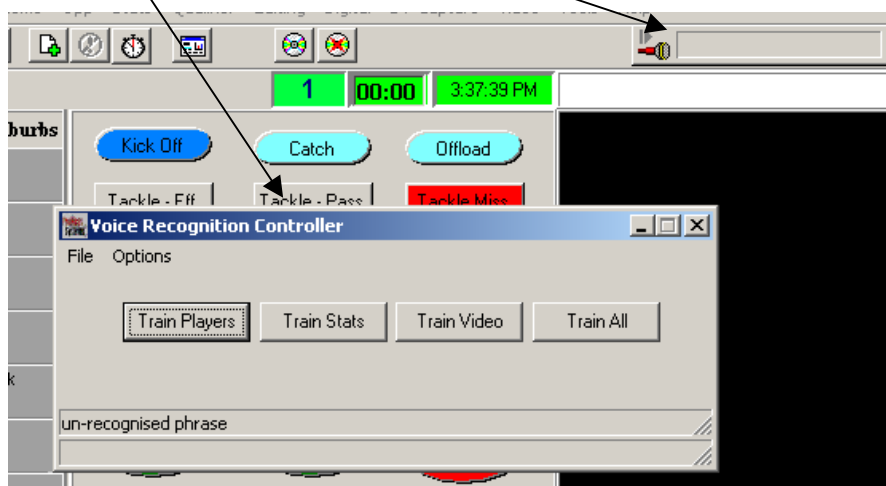 1 00:00 3:37:39 PM
burbs
Kick Off Catch Offload
Tackle - Eff Tackle - Pass Tackle Miss
Voice Recognition Controller
File Options
Train Players Train Stats Train Video Train All
k
un-recognised phrase